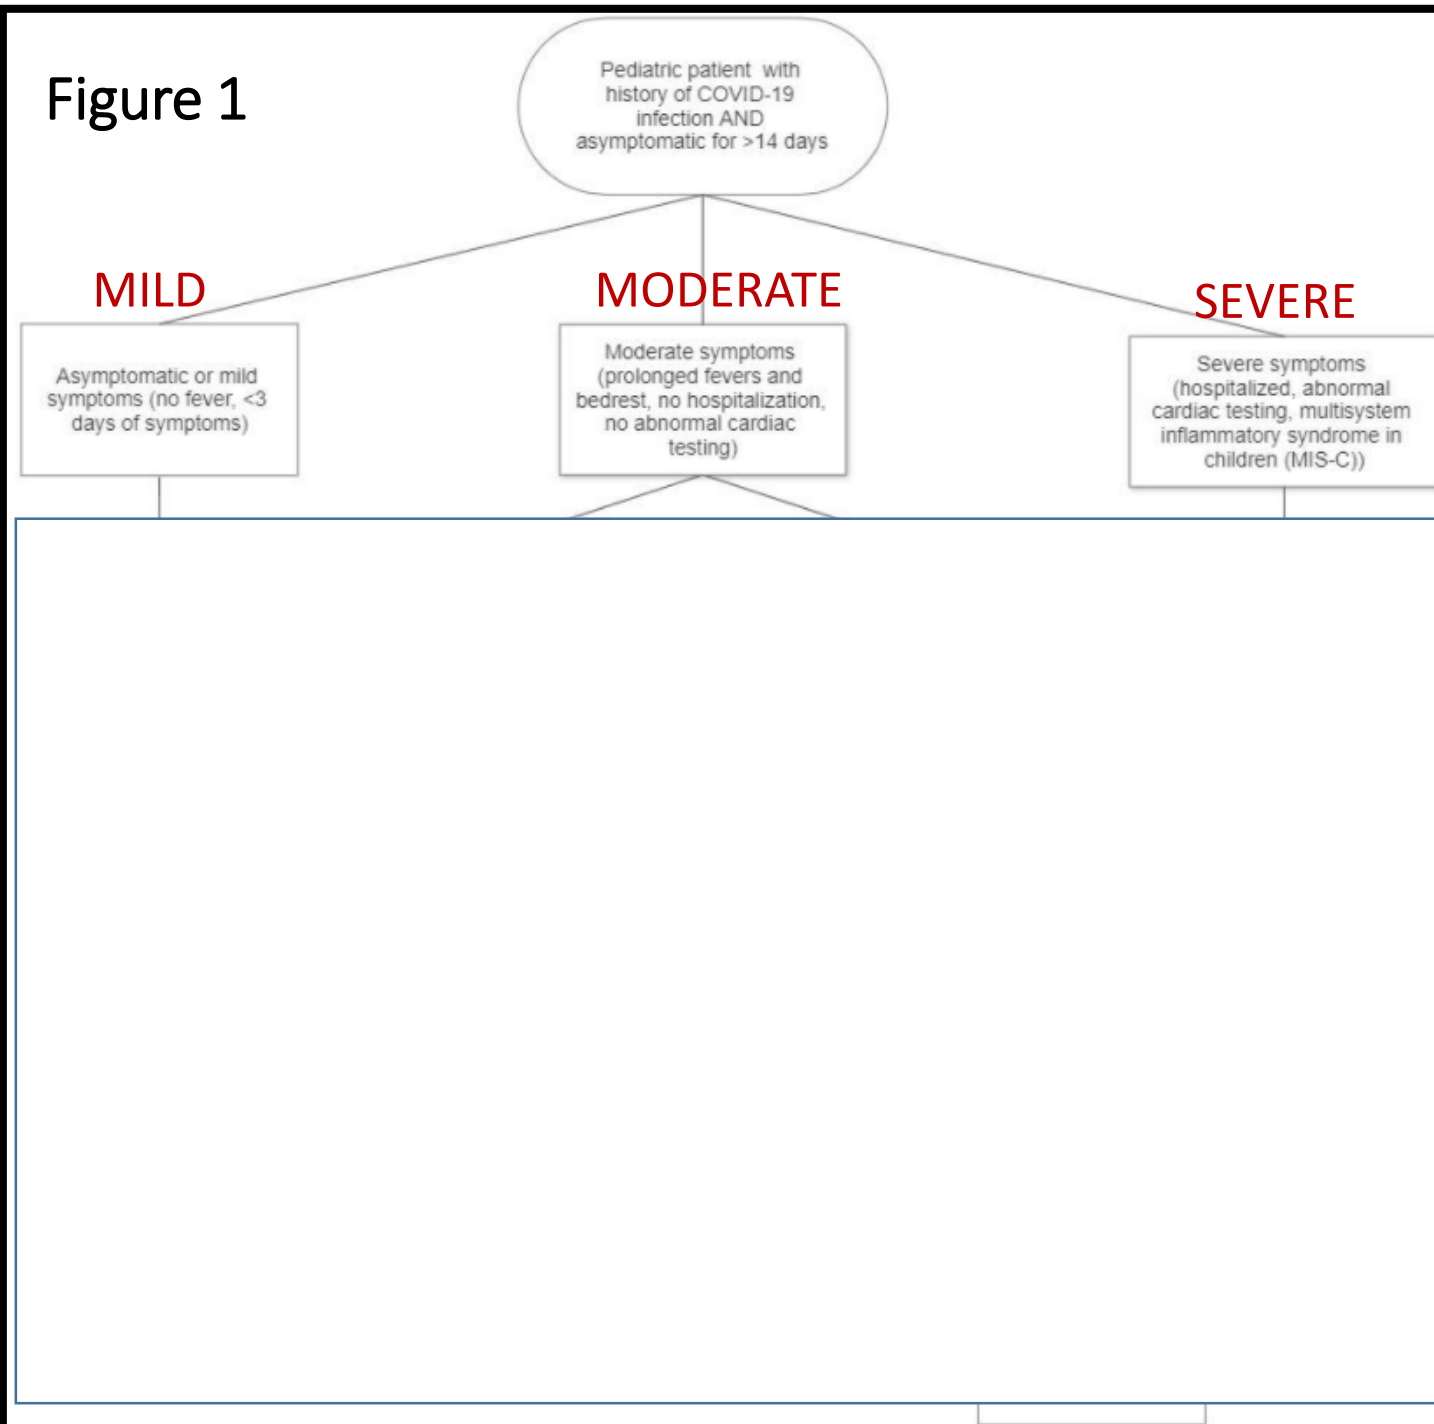 Figure 1
Pediatric patient with
history of COVID-19
infection AND
asymptomatic for >14 days
MILD
MODERATE
SEVERE
Asymptomatic or mild
symptoms (no fever, <3
days of symptoms)
Moderate symptoms
(prolonged fevers and
bedrest, no hospitalization,
no abnormal cardiac
testing)
Severe symptoms
(hospitalized, abnormal
cardiac testing, multisystem
inflammatory syndrome in
children (MIS-C))